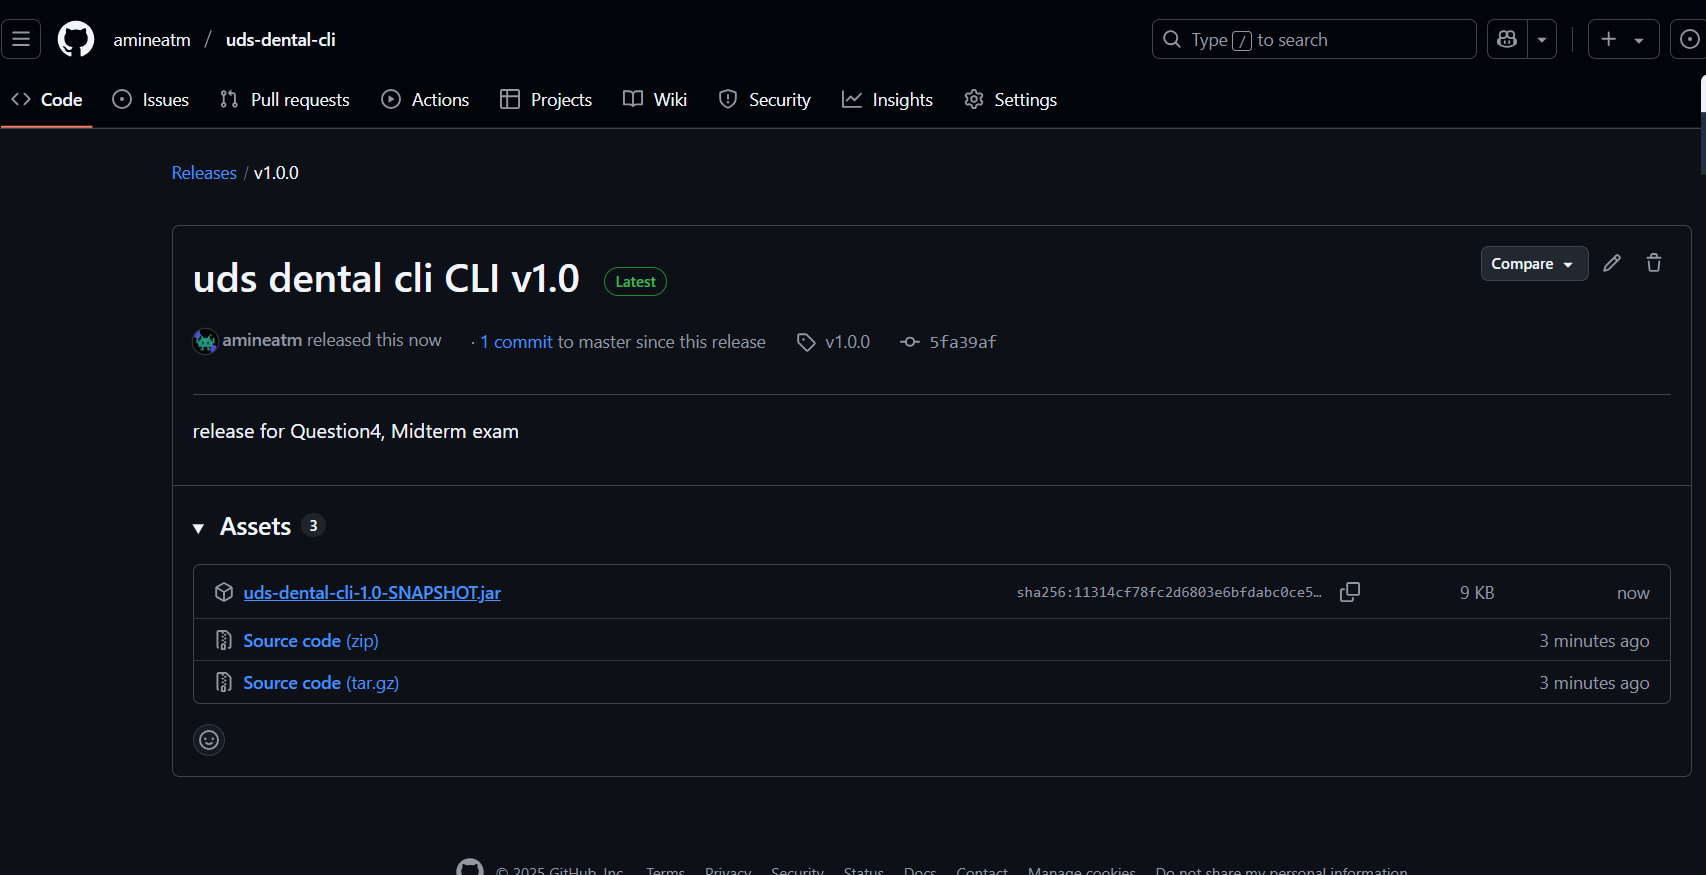 amineatm / uds-dental-cli Type / to search
Code Issues Pull requests Actions Projects Wiki Security Insights Settings
Releases / v1.0.0
uds dental cli CLI v1.0 Latest Compare
amineatm released this now · 1 commit to master since this release v1.0.0 5fa39af
release for Question4, Midterm exam
Assets 3
uds-dental-cli-1.0-SNAPSHOT.jar sha256:11314cf78fc2d6803e6bfdabc0ce5… 9 KB now
Source code (zip) 3 minutes ago
Source code (tar.gz) 3 minutes ago
© 2025 GitHub, Inc. Terms Privacy Security Status Docs Contact Manage cookies Do not share my personal information